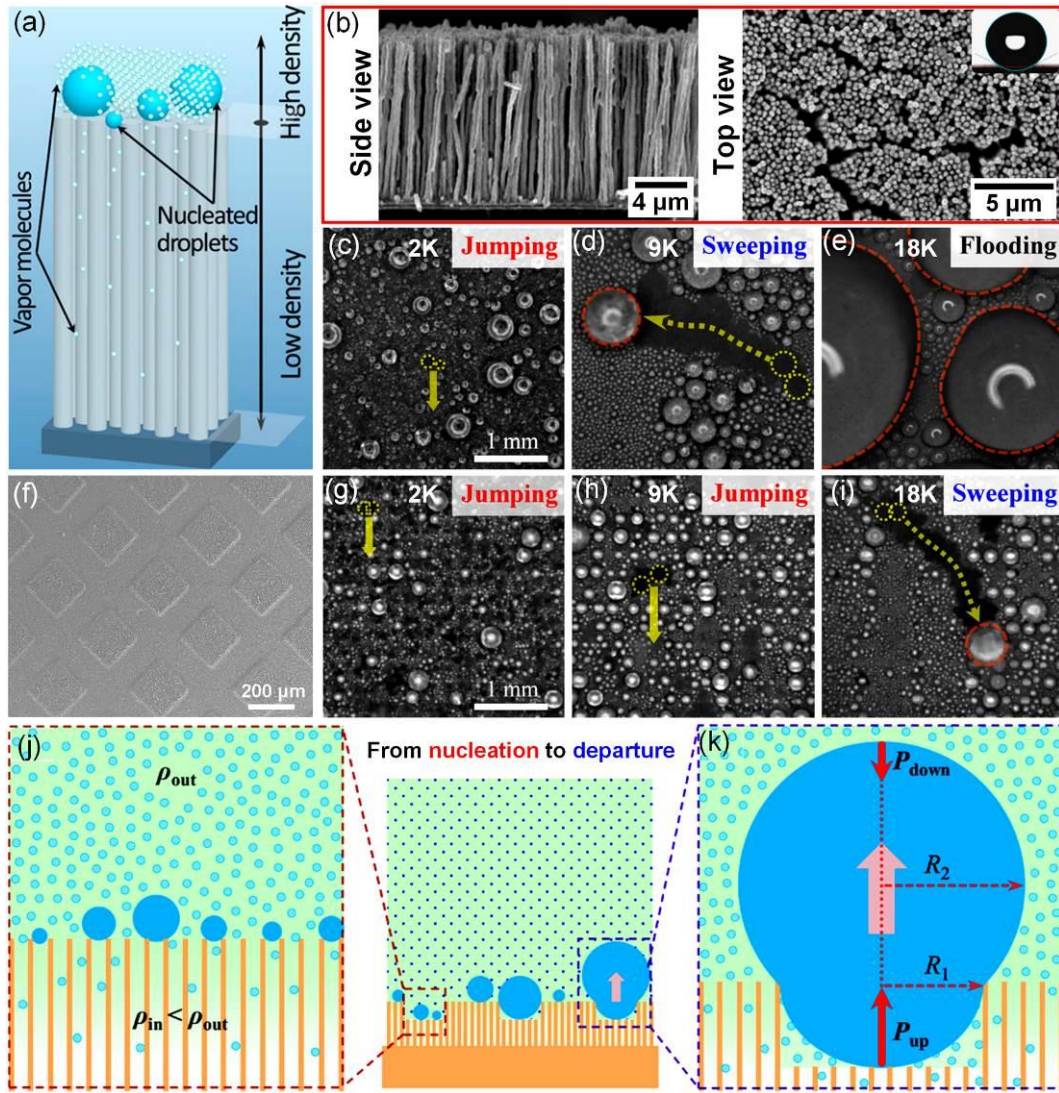 (a)
High density
Low density
Vapor molecules
Nucleated
droplets
(b)
Side view
4 μm
Top view
5 μm
(c)
2K
Jumping
1 mm
(d)
9K
Sweeping
(e)
18K
Flooding
(f)
200 μm
(g)
2K
Jumping
1 mm
(h)
9K
Jumping
(i)
18K
Sweeping
(j)
ρout
ρin < ρout
From nucleation to departure
(k)
Pdown
R2
R1
Pup